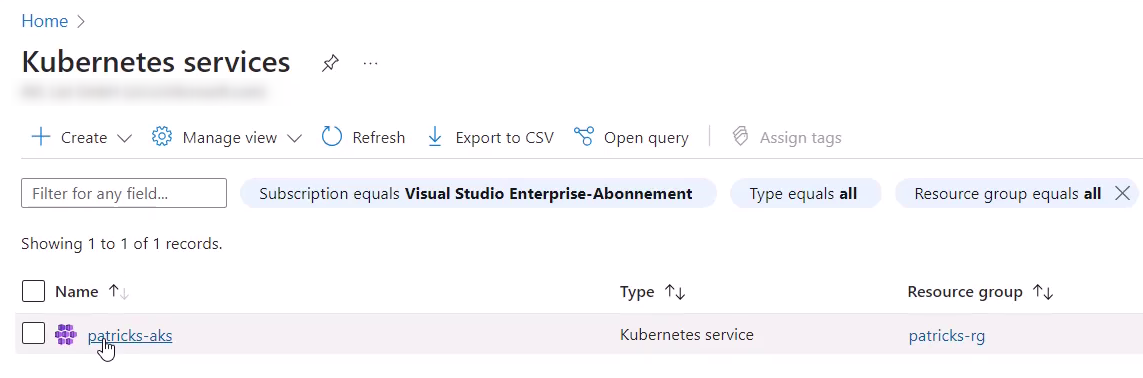 Home >
Kubernetes services ...
Create Manage view Refresh Export to CSV Open query Assign tags
Filter for any field... Subscription equals Visual Studio Enterprise-Abonnement Type equals all Resource group equals all
Showing 1 to 1 of 1 records.
Name ↑↓ Type ↑↓ Resource group ↑↓
patricks-aks Kubernetes service patricks-rg